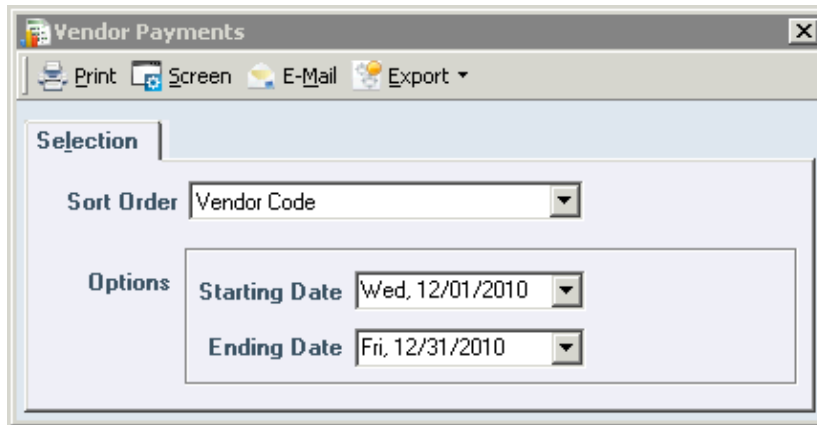 Vendor Payments
Print Screen E-Mail Export
Selection
Sort Order Vendor Code
Options
Starting Date Wed, 12/01/2010
Ending Date Fri, 12/31/2010